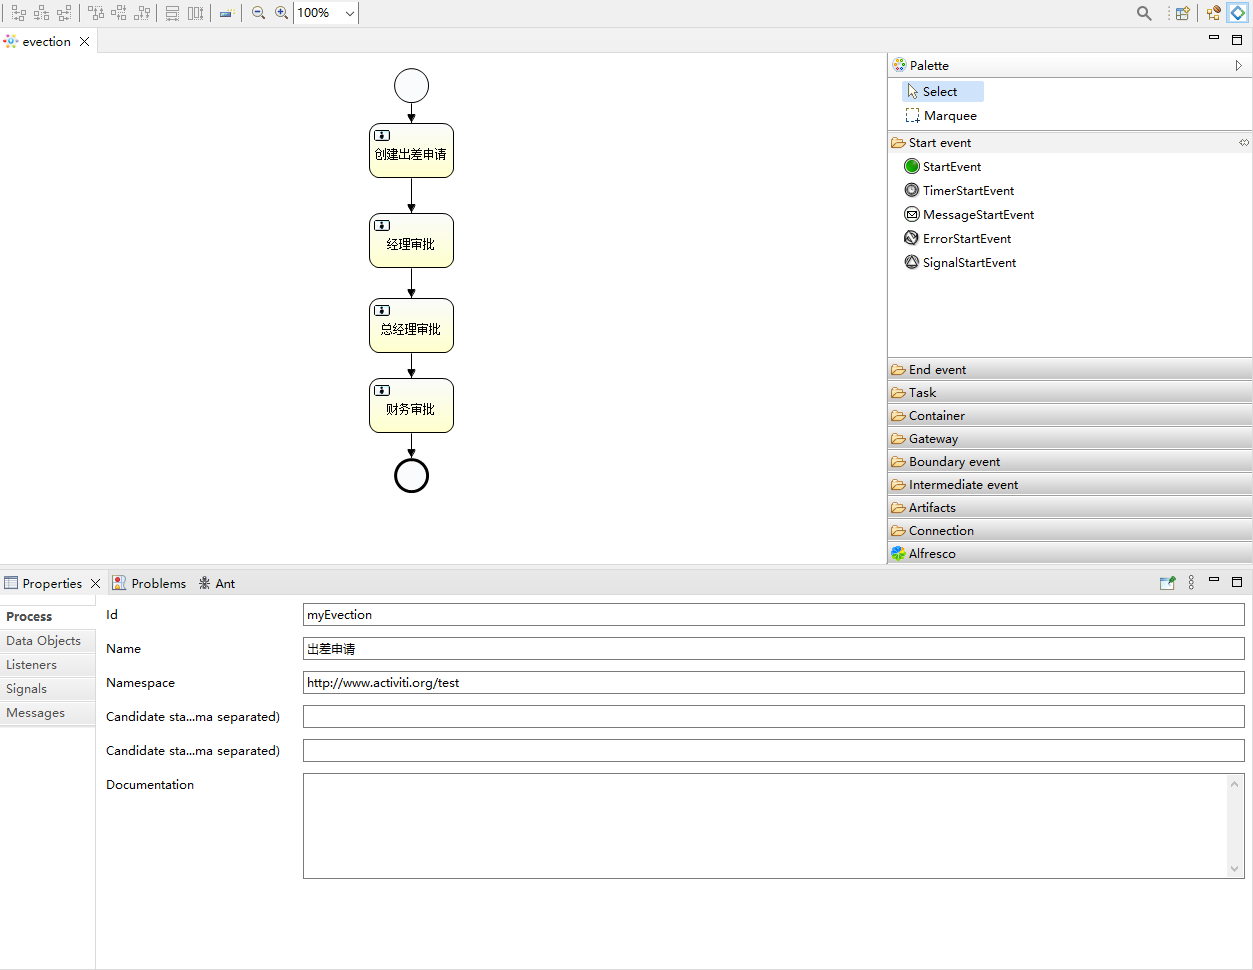 100%
evection
创建出差申请
经理审批
总经理审批
财务审批
Palette
Select
Marquee
Start event
StartEvent
TimerStartEvent
MessageStartEvent
ErrorStartEvent
SignalStartEvent
End event
Task
Container
Gateway
Boundary event
Intermediate event
Artifacts
Connection
Alfresco
Properties
Problems
Ant
Process
Data Objects
Listeners
Signals
Messages
Id
myEvection
Name
出差申请
Namespace
http://www.activiti.org/test
Candidate sta...ma separated)
Candidate sta...ma separated)
Documentation